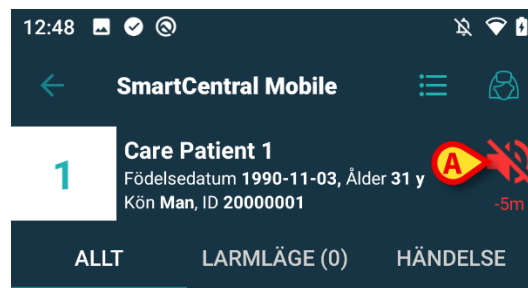 12:48
SmartCentral Mobile
1
Care Patient 1
Födelsedatum 1990-11-03, Ålder 31 y
Kön Man, ID 20000001
A
-5m
ALLT LARMLÄGE (0) HÄNDELSE